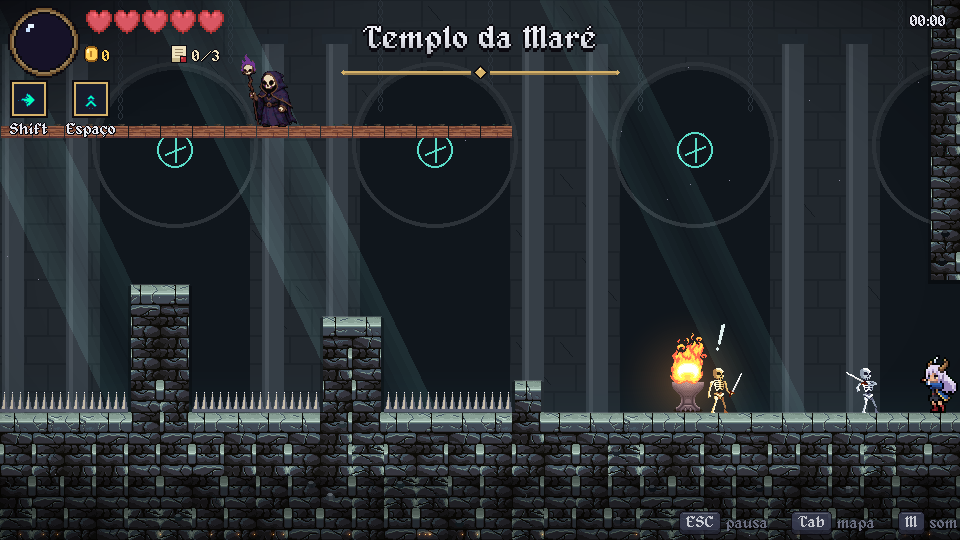 Templo da Maré
00:00
0
0/3
Shift
Espaço
!
ESC pausa
Tab mapa
M som